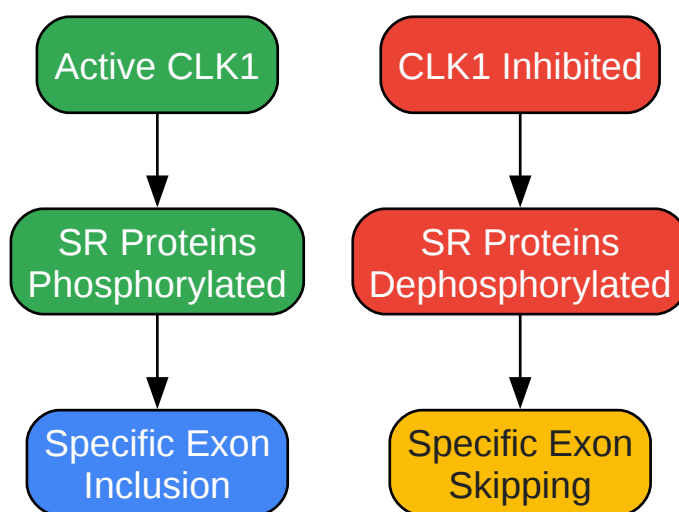 Active CLK1
CLK1 Inhibited
SR Proteins
Phosphorylated
SR Proteins
Dephosphorylated
Specific Exon
Inclusion
Specific Exon
Skipping